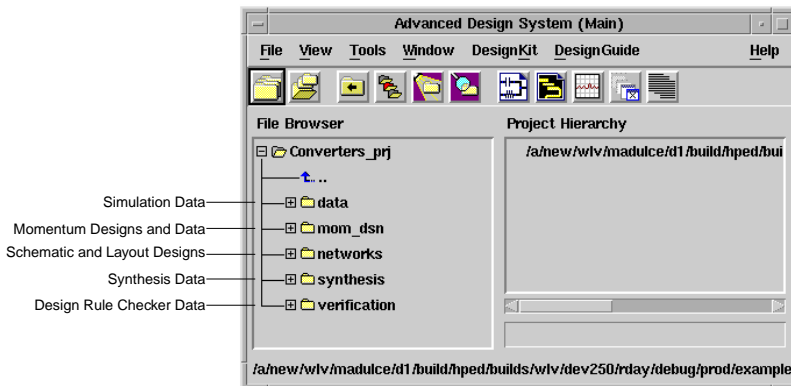 Advanced Design System (Main)
File View Tools Window DesignKit DesignGuide Help
File Browser
Project Hierarchy
Converters_prj
/a/new/wlv/madulce/d1/build/hped/bui
..
Simulation Data
data
Momentum Designs and Data
mom_dsn
Schematic and Layout Designs
networks
Synthesis Data
synthesis
Design Rule Checker Data
verification
/a/new/wlv/madulce/d1/build/hped/builds/wlv/dev250/rday/debug/prod/example